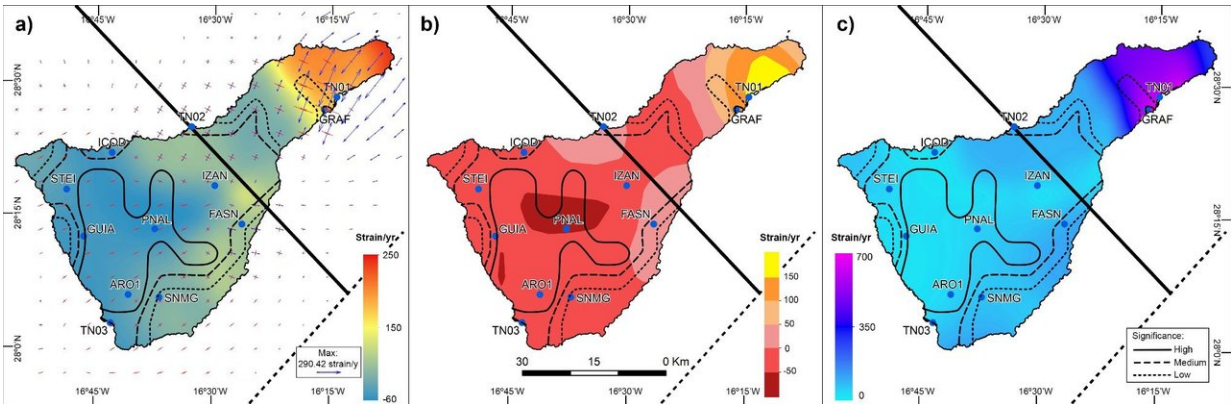 a)
16°45'W
16°30'W
16°15'W
28°30'N
28°15'N
28°0'N
TN01
GRAF
TN02
ICOD
STEI
IZAN
GUIA
PNAL
FASN
ARO1
SNMG
TN03
Strain/yr
250
150
-60
Max:
290.42 strain/y
16°45'W
16°30'W
16°15'W
b)
16°45'W
16°30'W
16°15'W
TN01
GRAF
TN02
ICOD
STEI
IZAN
GUIA
PNAL
FASN
ARO1
SNMG
TN03
30 15 0 Km
Strain/yr
150
100
50
0
-50
16°45'W
16°30'W
16°15'W
c)
16°45'W
16°30'W
16°15'W
28°30'N
28°15'N
28°0'N
TN01
GRAF
TN02
ICOD
STEI
IZAN
GUIA
PNAL
FASN
ARO1
SNMG
TN03
Strain/yr
700
350
0
Significance:
High
Medium
Low
16°45'W
16°30'W
16°15'W